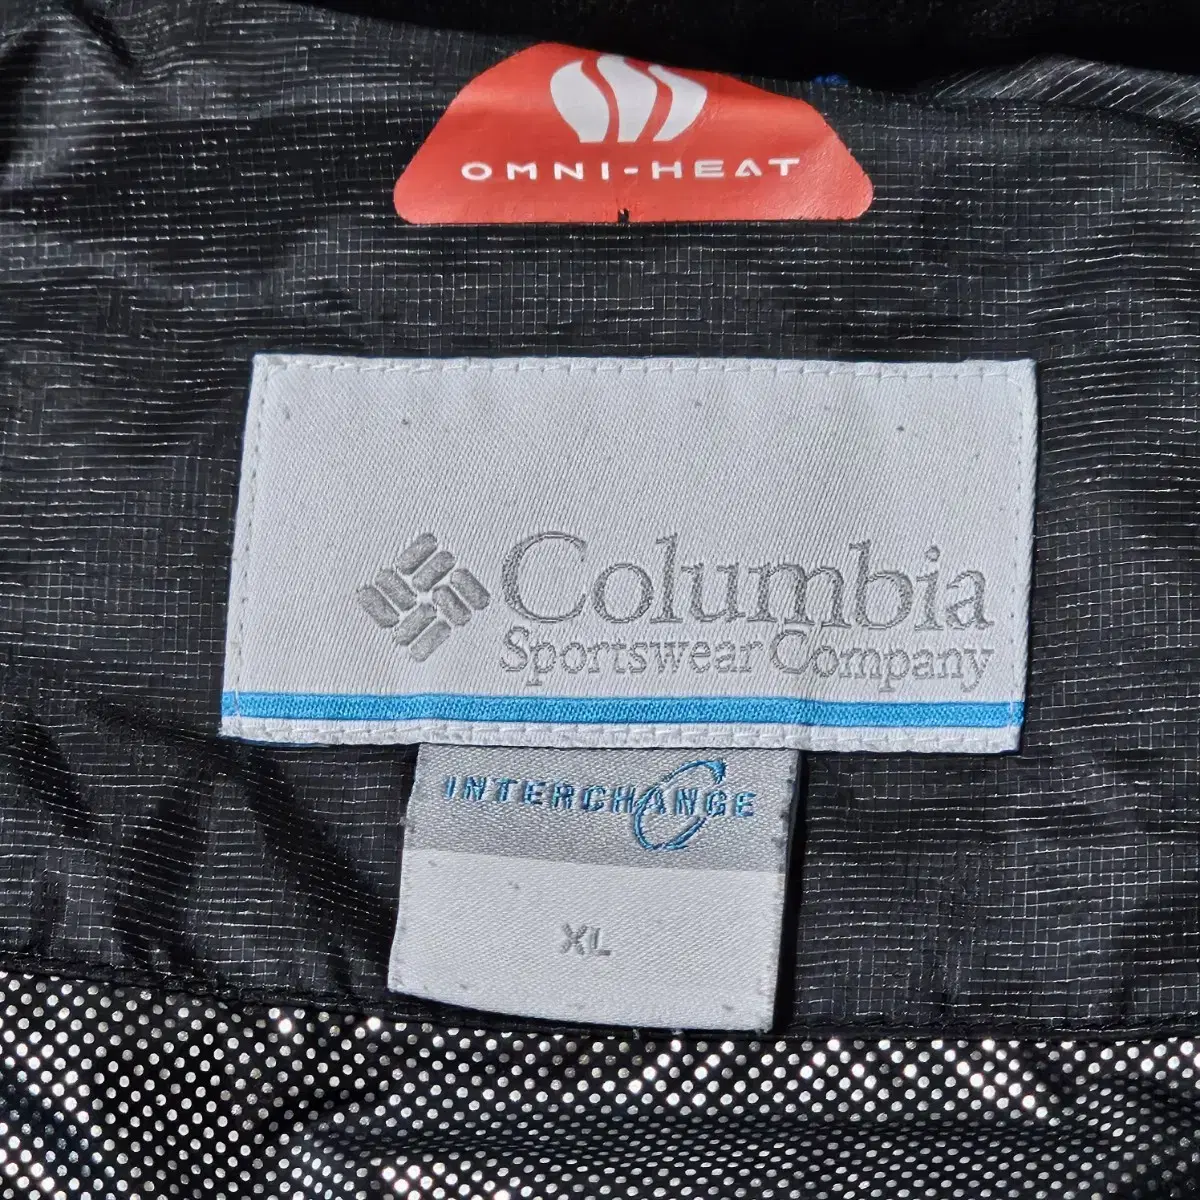 OMNI-HEAT
Columbia
Sportswear Company
INTERCHANGE
XL